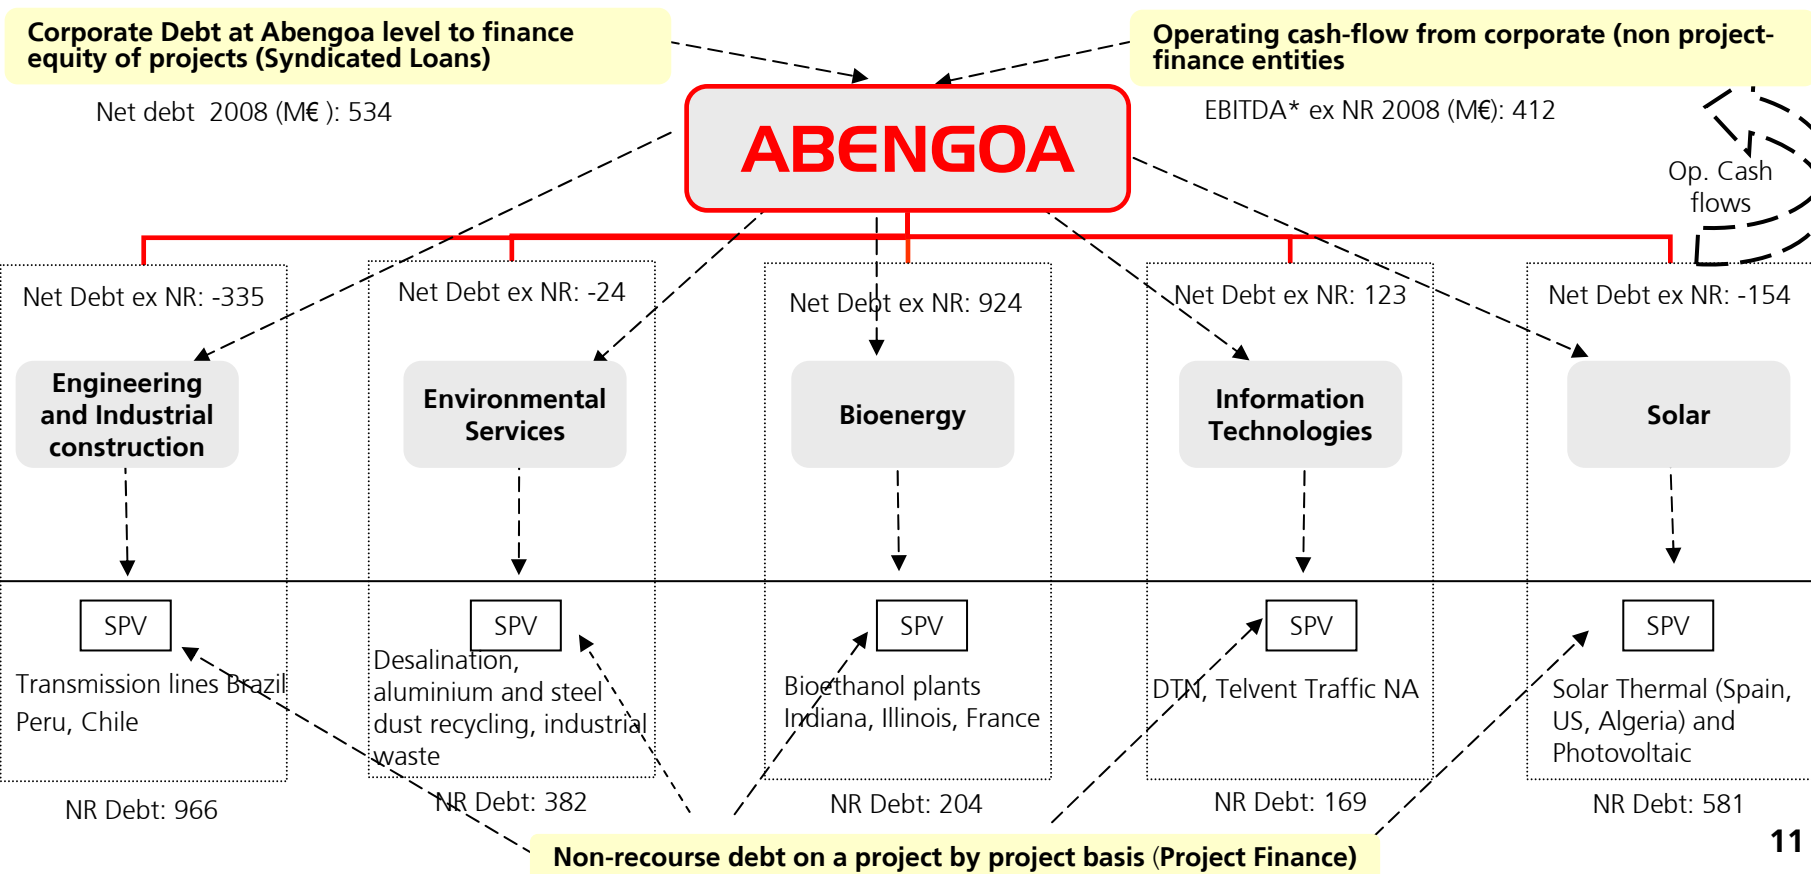 Corporate Debt at Abengoa level to finance
equity of projects (Syndicated Loans)
Operating cash-flow from corporate (non project-
finance entities
Net debt  2008 (M€ ): 534
EBITDA* ex NR 2008 (M€): 412
ABENGOA
Op. Cash
flows
Net Debt ex NR: -335
Net Debt ex NR: -24
Net Debt ex NR: 924
Net Debt ex NR: 123
Net Debt ex NR: -154
Engineering
and Industrial
construction
Environmental
Services
Bioenergy
Information
Technologies
Solar
SPV
SPV
SPV
SPV
SPV
Transmission lines Brazil
Peru, Chile
Desalination,
aluminium and steel
dust recycling, industrial
waste
Bioethanol plants
Indiana, Illinois, France
DTN, Telvent Traffic NA
Solar Thermal (Spain,
US, Algeria) and
Photovoltaic
NR Debt: 966
NR Debt: 382
NR Debt: 204
NR Debt: 169
NR Debt: 581
Non-recourse debt on a project by project basis (Project Finance)
11